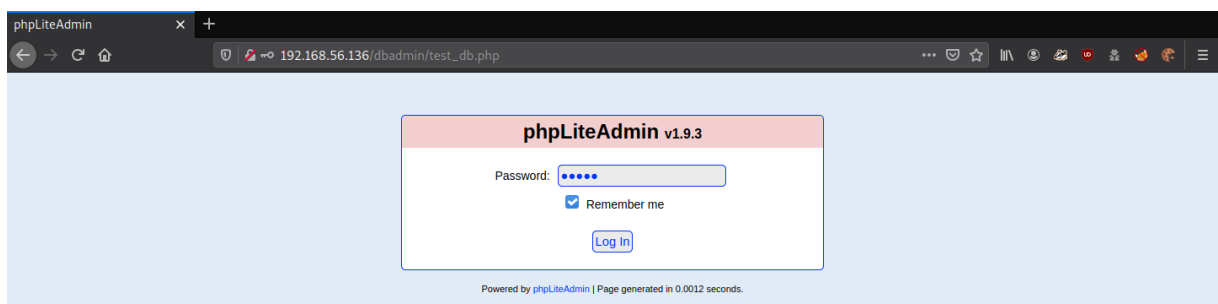 phpLiteAdmin
192.168.56.136/dbadmin/test_db.php
phpLiteAdmin v1.9.3
Password: •••••
Remember me
Log In
Powered by phpLiteAdmin | Page generated in 0.0012 seconds.